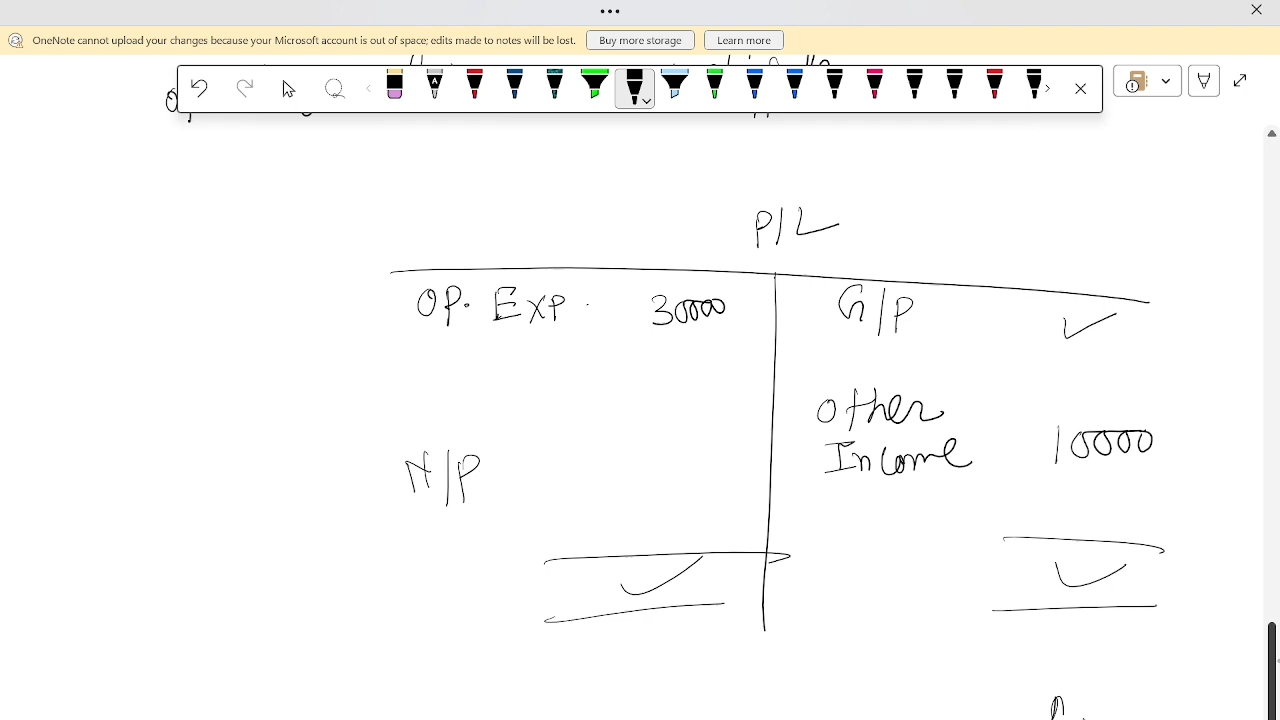 OneNote cannot upload your changes because your Microsoft account is out of space; edits made to notes will be lost. Buy more storage Learn more
P/L
OP. EXP. 30000 G/P
Other
Income 10000
N/P